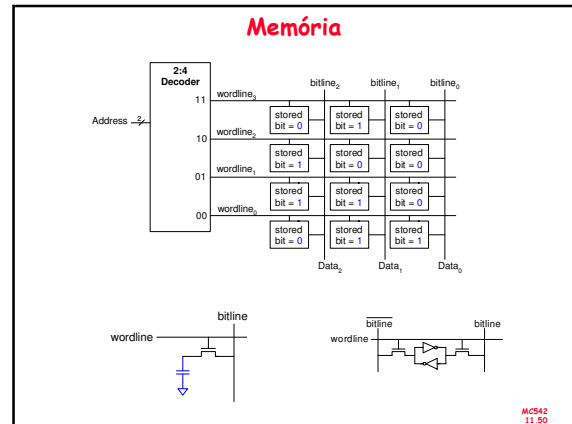 Memória
2:4
Decoder
Address 2
11
10
01
00
wordline3
wordline2
wordline1
wordline0
bitline2 bitline1 bitline0
stored bit = 0 stored bit = 1 stored bit = 0
stored bit = 1 stored bit = 0 stored bit = 0
stored bit = 1 stored bit = 1 stored bit = 0
stored bit = 0 stored bit = 1 stored bit = 1
Data2 Data1 Data0
bitline
wordline
bitline bitline
wordline
MC542
11.50